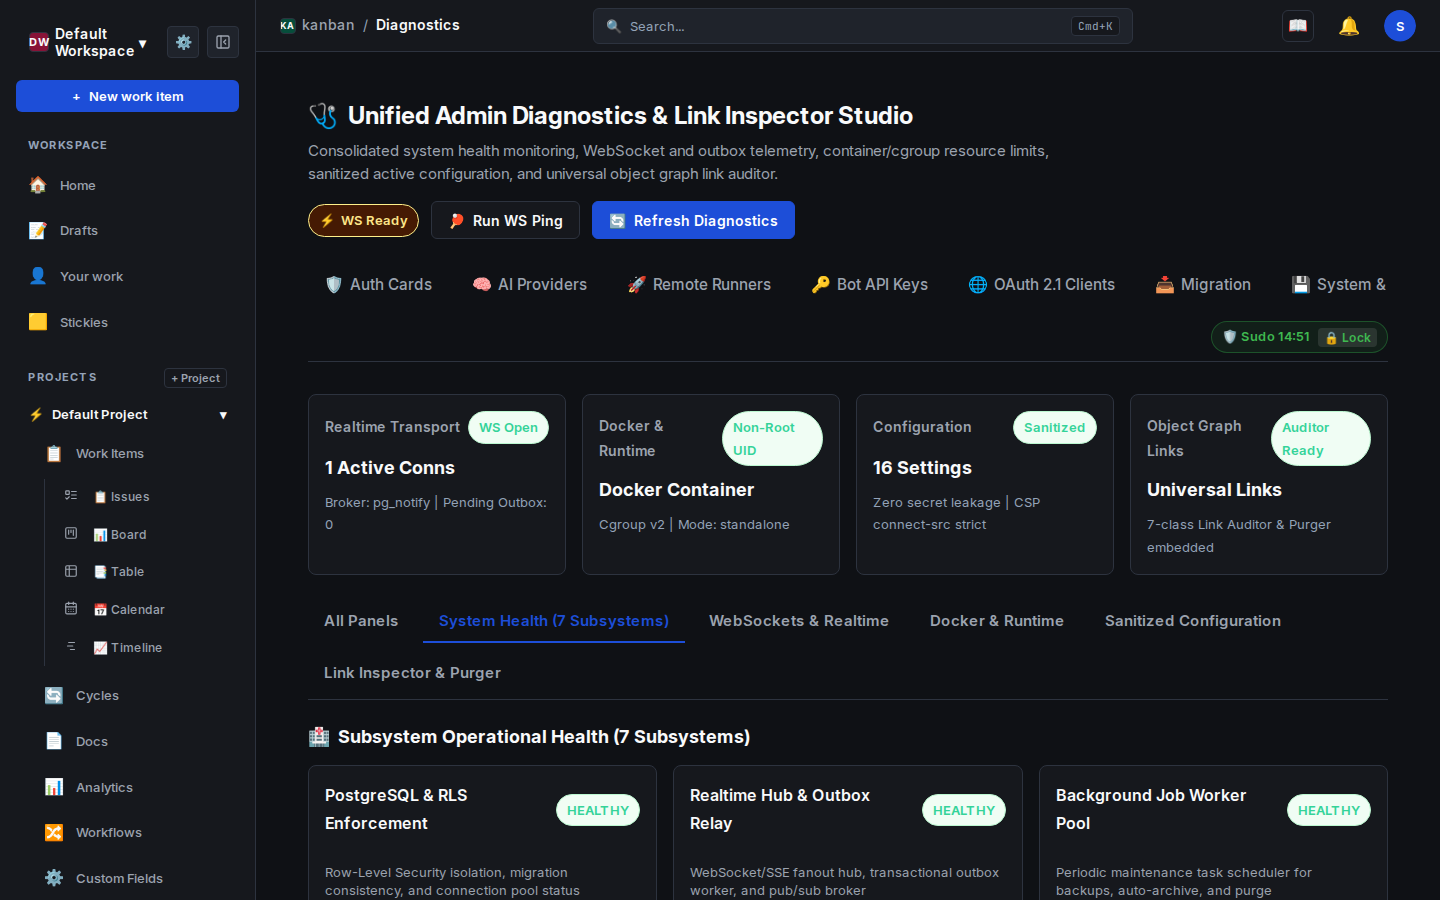 DW Default Workspace ▾
+ New work item
WORKSPACE
Home
Drafts
Your work
Stickies
PROJECTS + Project
Default Project ▾
Work Items
Issues
Board
Table
Calendar
Timeline
Cycles
Docs
Analytics
Workflows
Custom Fields
KA kanban / Diagnostics
Search... Cmd+K
S
Unified Admin Diagnostics & Link Inspector Studio
Consolidated system health monitoring, WebSocket and outbox telemetry, container/cgroup resource limits,
sanitized active configuration, and universal object graph link auditor.
WS Ready Run WS Ping Refresh Diagnostics
Auth Cards AI Providers Remote Runners Bot API Keys OAuth 2.1 Clients Migration System &
Sudo 14:51 Lock
Realtime Transport WS Open
1 Active Conns
Broker: pg_notify | Pending Outbox:
0
Docker &
Runtime
Non-Root
UID
Docker Container
Cgroup v2 | Mode: standalone
Configuration Sanitized
16 Settings
Zero secret leakage | CSP
connect-src strict
Object Graph
Links
Auditor
Ready
Universal Links
7-class Link Auditor & Purger
embedded
All Panels System Health (7 Subsystems) WebSockets & Realtime Docker & Runtime Sanitized Configuration
Link Inspector & Purger
Subsystem Operational Health (7 Subsystems)
PostgreSQL & RLS
Enforcement
HEALTHY
Row-Level Security isolation, migration
consistency, and connection pool status
Realtime Hub & Outbox
Relay
HEALTHY
WebSocket/SSE fanout hub, transactional outbox
worker, and pub/sub broker
Background Job Worker
Pool
HEALTHY
Periodic maintenance task scheduler for
backups, auto-archive, and purge